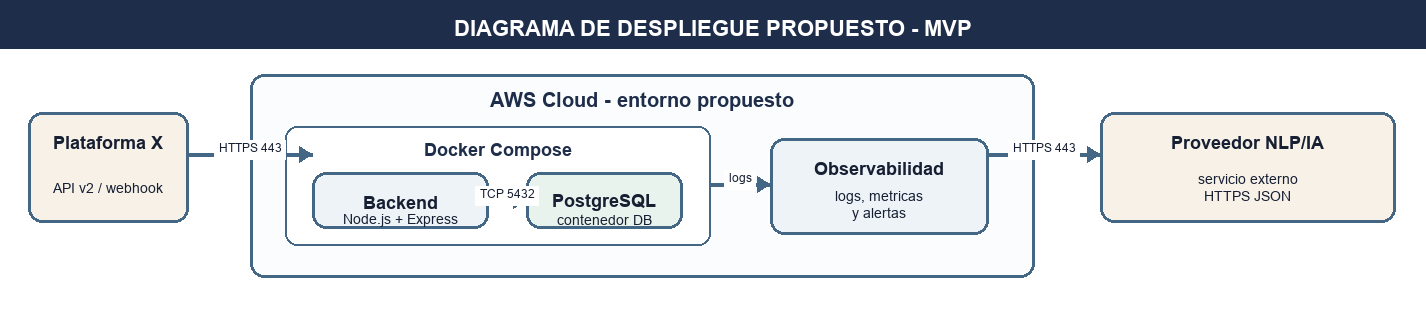 DIAGRAMA DE DESPLIEGUE PROPUESTO - MVP
AWS Cloud - entorno propuesto
Plataforma X
API v2 / webhook
HTTPS 443
Docker Compose
Backend
Node.js + Express
TCP 5432
PostgreSQL
contenedor DB
logs
Observabilidad
logs, metricas
y alertas
HTTPS 443
Proveedor NLP/IA
servicio externo
HTTPS JSON